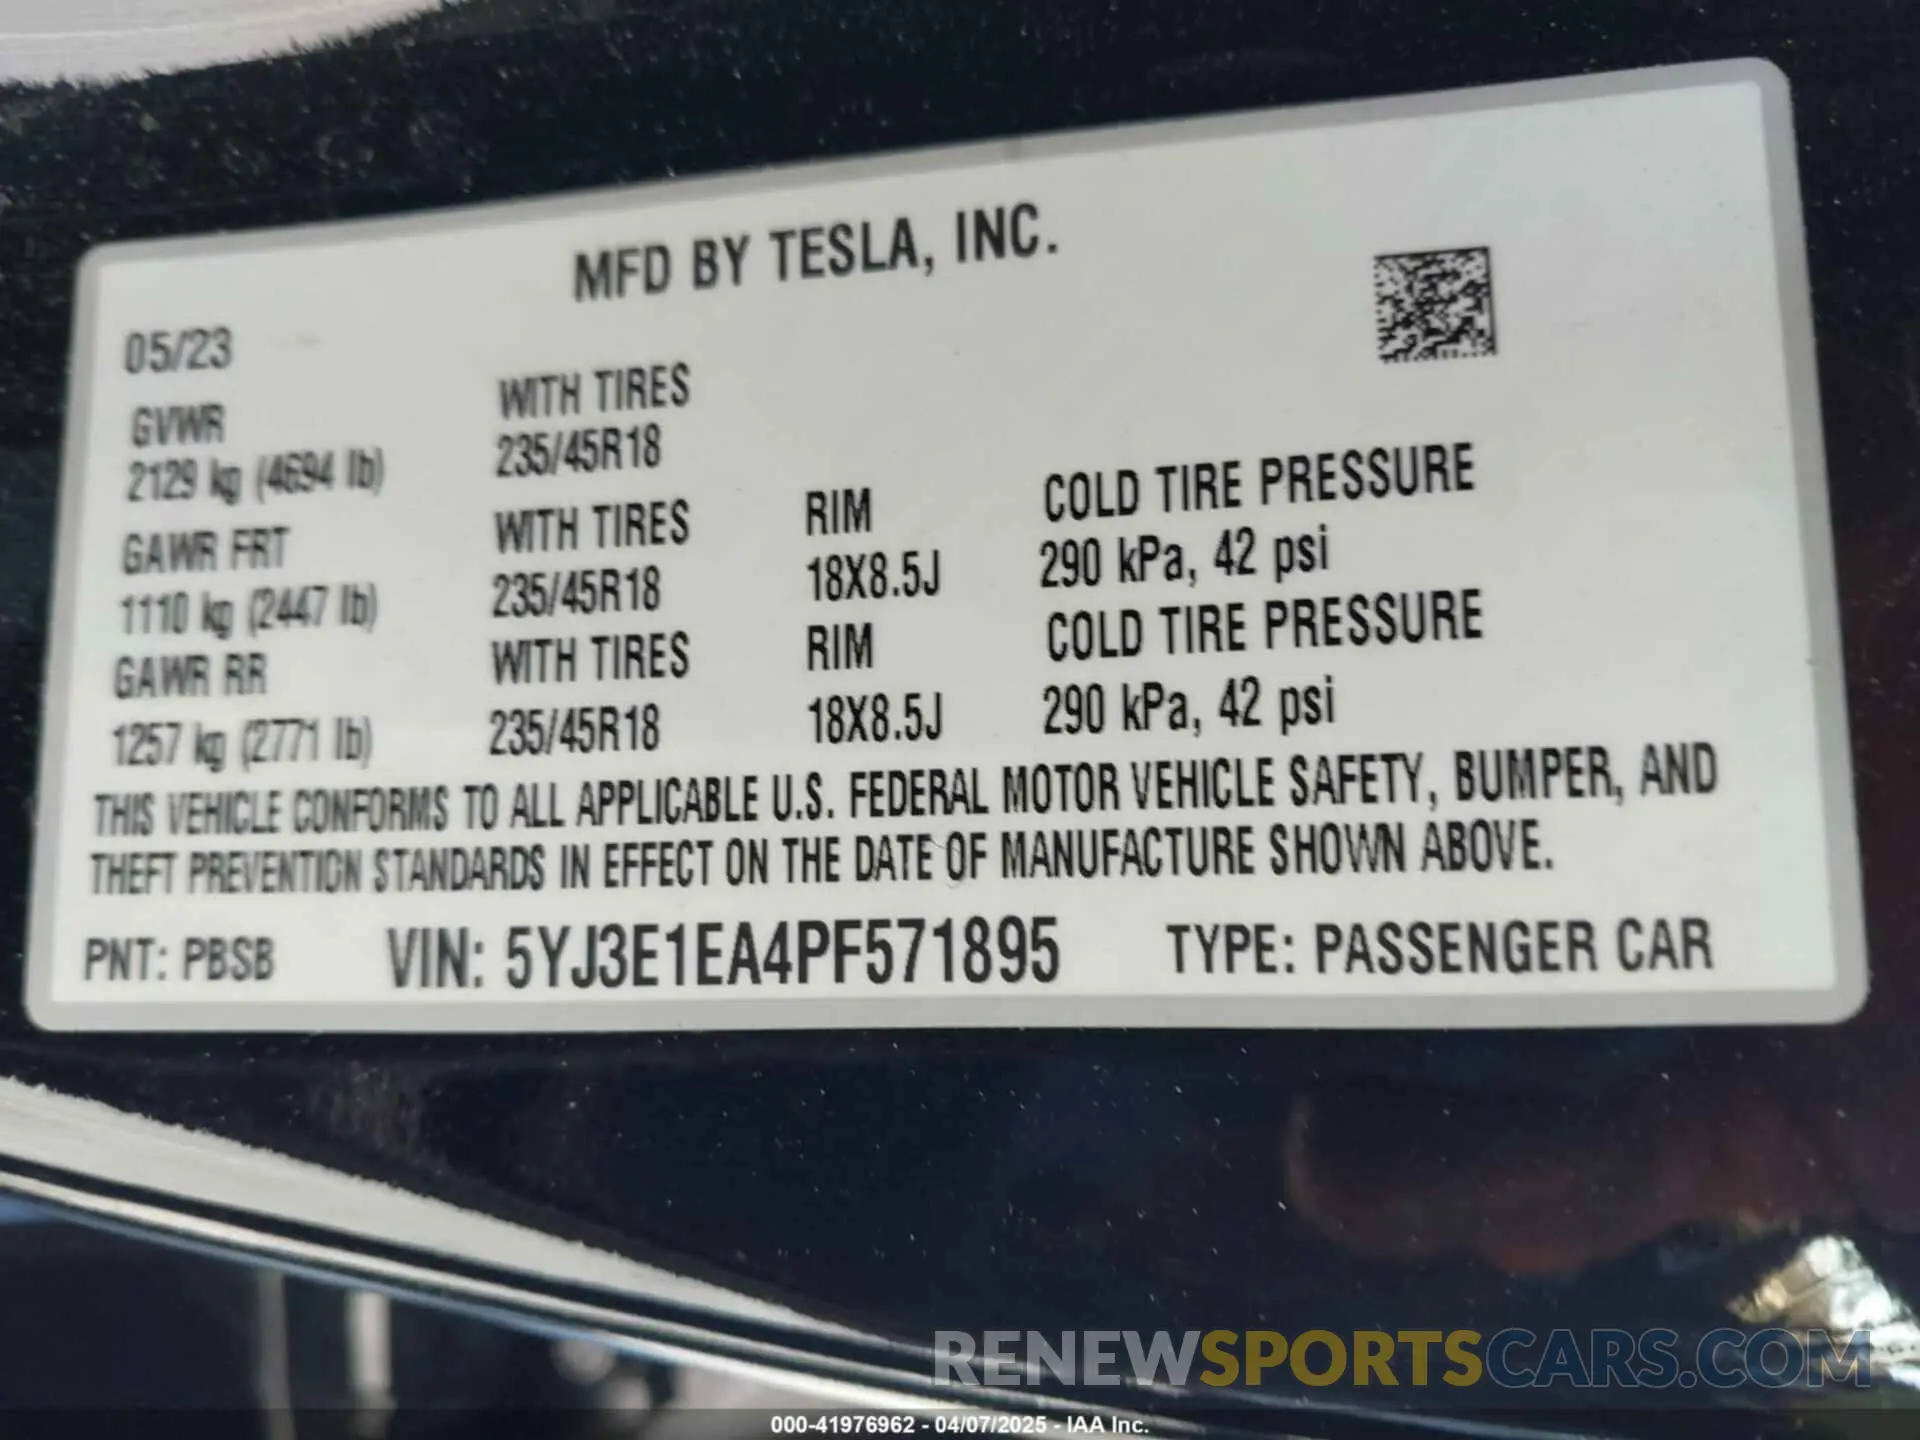 MFD BY TESLA, INC.
05/23
GVWR
2129 kg (4694 lb)
WITH TIRES
235/45R18
GAWR FRT
1110 kg (2447 lb)
WITH TIRES
235/45R18
RIM
18X8.5J
COLD TIRE PRESSURE
290 kPa, 42 psi
GAWR RR
1257 kg (2771 lb)
WITH TIRES
235/45R18
RIM
18X8.5J
COLD TIRE PRESSURE
290 kPa, 42 psi
THIS VEHICLE CONFORMS TO ALL APPLICABLE U.S. FEDERAL MOTOR VEHICLE SAFETY, BUMPER, AND
THEFT PREVENTION STANDARDS IN EFFECT ON THE DATE OF MANUFACTURE SHOWN ABOVE.
PNT: PBSB VIN: 5YJ3E1EA4PF571895 TYPE: PASSENGER CAR
RENEWSPORTSCARS.COM
000-41976962 - 04/07/2025 - IAA Inc.